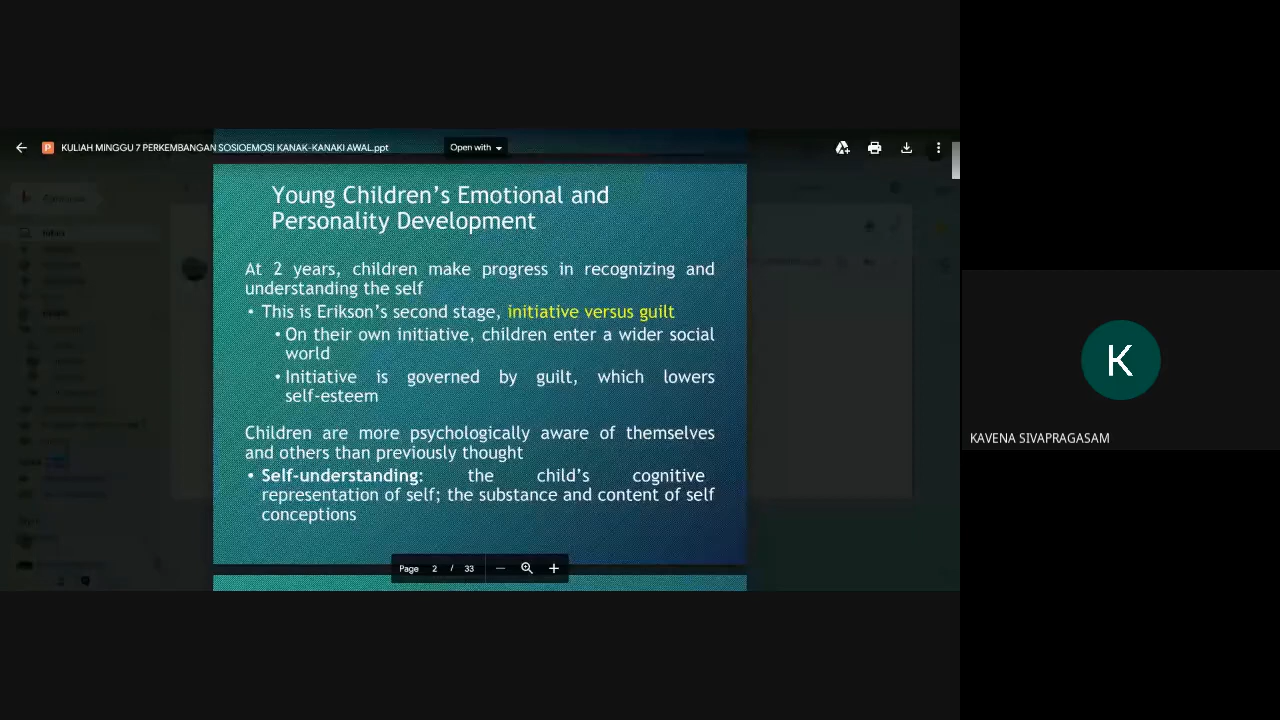 KULIAH MINGGU 7 PERKEMBANGAN SOSIOEMOSI KANAK-KANAKI AWAL.ppt
Open with
Young Children's Emotional and
Personality Development
At 2 years, children make progress in recognizing and
understanding the self
• This is Erikson's second stage, initiative versus guilt
• On their own initiative, children enter a wider social
world
• Initiative is governed by guilt, which lowers
self-esteem
Children are more psychologically aware of themselves
and others than previously thought
• Self-understanding: the child's cognitive
representation of self; the substance and content of self
conceptions
Page 2 / 33
K
KAVENA SIVAPRAGASAM